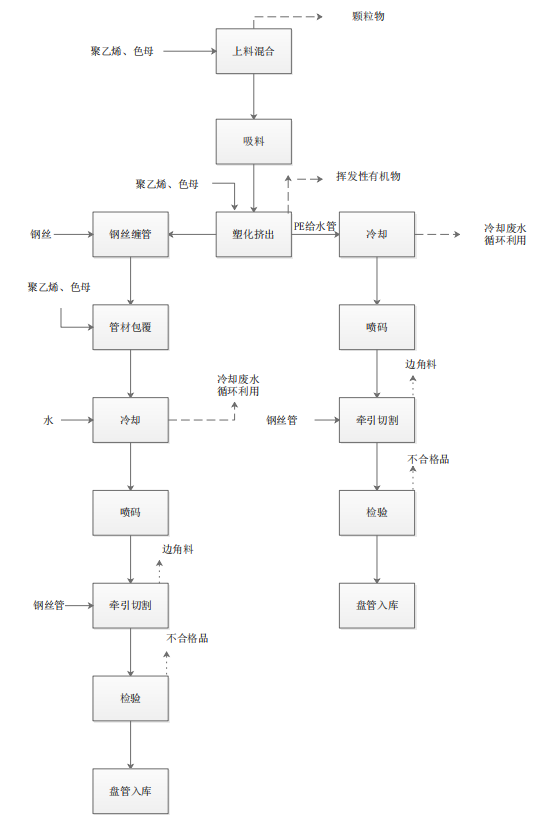 颗粒物
聚乙烯、色母
上料混合
吸料
聚乙烯、色母
挥发性有机物
钢丝
钢丝缠管
塑化挤出
PE给水管
冷却
冷却废水
循环利用
聚乙烯、色母
管材包覆
喷码
边角料
冷却废水
循环利用
水
冷却
钢丝管
牵引切割
不合格品
喷码
检验
边角料
钢丝管
牵引切割
盘管入库
不合格品
检验
盘管入库